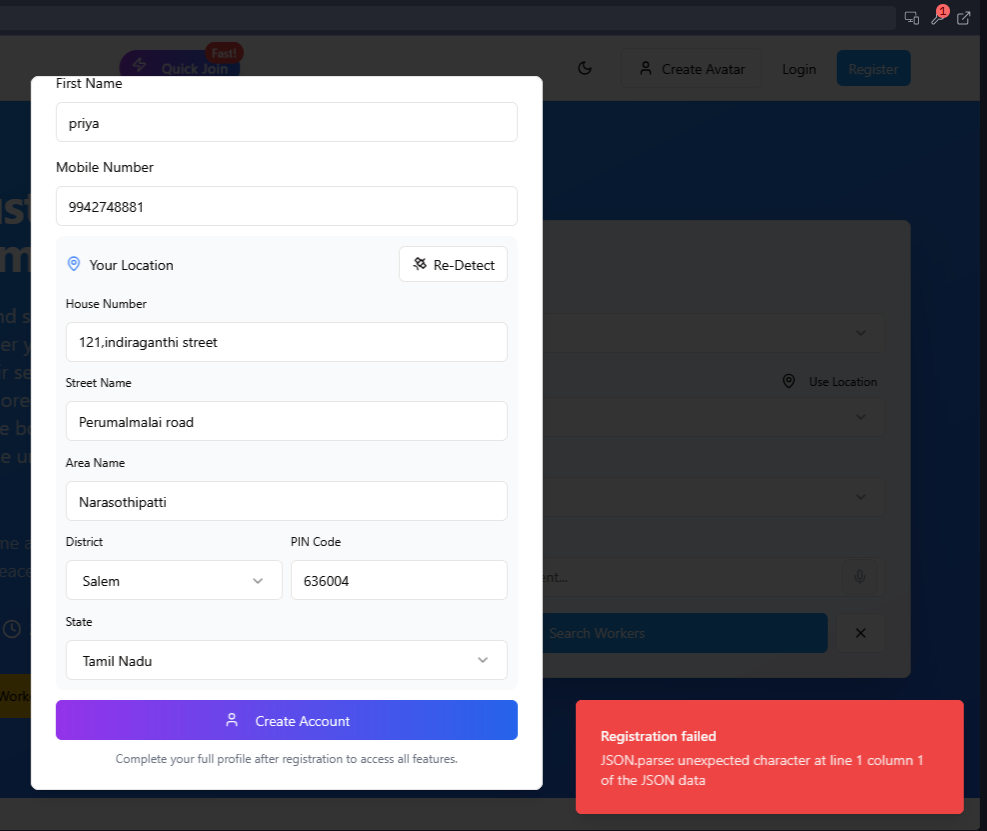 1
Fast!
Quick Join
Create Avatar
Login
Register
First Name
priya
Mobile Number
9942748881
Your Location
Re-Detect
House Number
121,indiraganthi street
Use Location
Street Name
Perumalmalai road
Area Name
Narasothipatti
District
PIN Code
Salem
636004
State
Search Workers
Tamil Nadu
Create Account
Complete your full profile after registration to access all features.
Registration failed
JSON.parse: unexpected character at line 1 column 1
of the JSON data